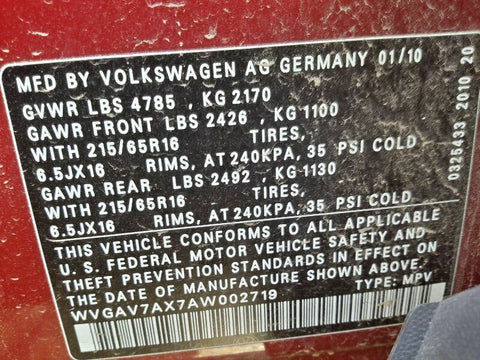 MFD BY VOLKSWAGEN AG GERMANY 01/10
GVWR LBS 4785 , KG 2170
GAWR FRONT LBS 2426 , KG 1100
WITH 215/65R16 TIRES,
6.5JX16 RIMS, AT 240KPA, 35 PSI COLD
GAWR REAR LBS 2492 , KG 1130
WITH 215/65R16 TIRES,
6.5JX16 RIMS, AT 240KPA, 35 PSI COLD
THIS VEHICLE CONFORMS TO ALL APPLICABLE
U. S. FEDERAL MOTOR VEHICLE SAFETY AND
THEFT PREVENTION STANDARDS IN EFFECT ON
THE DATE OF MANUFACTURE SHOWN ABOVE.
WVGAV7AX7AW002719 TYPE: MPV
0325433 2010 20